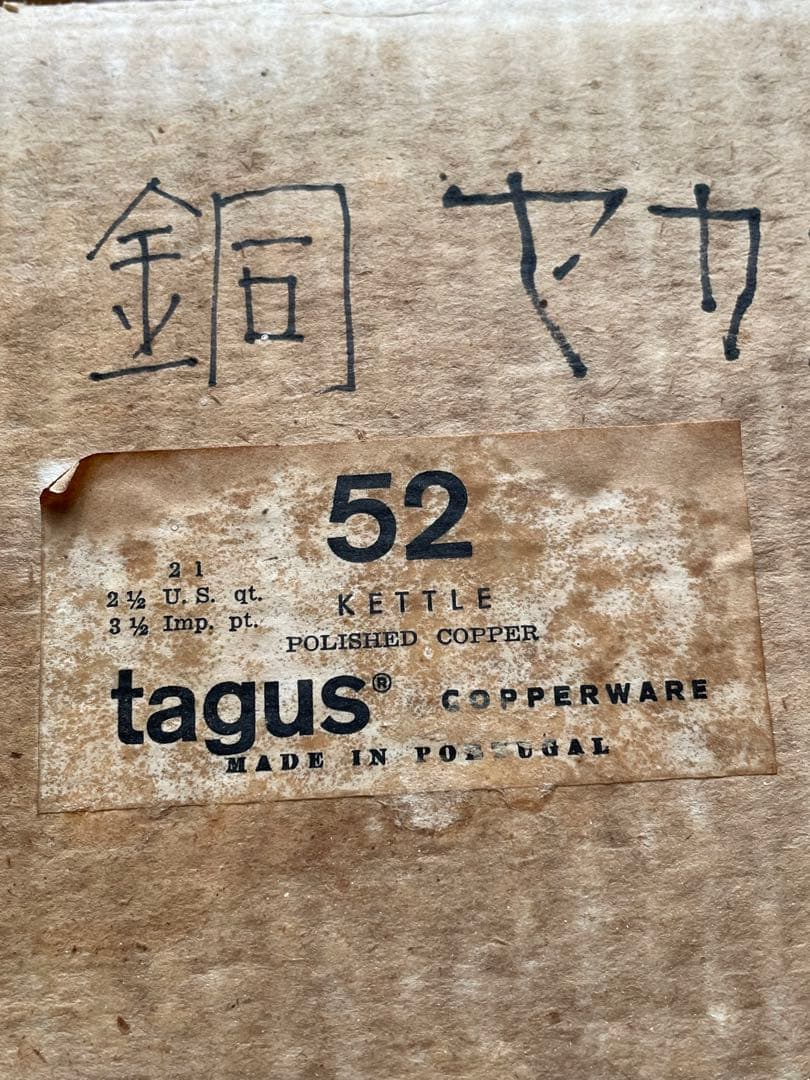 銅 ヤカ
52
2 l
2 ½ U.S. qt.
3 ½ Imp. pt.
KETTLE
POLISHED COPPER
tagus® COPPERWARE
MADE IN PORTUGAL